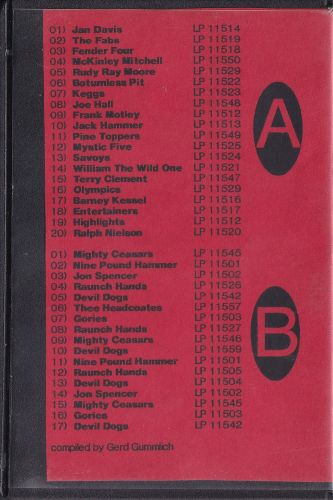 01) Jan Davis LP 11514
02) The Fabs LP 11519
03) Fender Four LP 11518
04) McKinley Mitchell LP 11550
05) Rudy Ray Moore LP 11529
06) Botumless Pit LP 11522
07) Keggs LP 11523
08) Joe Hall LP 11548
09) Frank Motley LP 11512
10) Jack Hammer LP 11513
11) Pine Toppers LP 11549
12) Mystic Five LP 11525
13) Savoys LP 11524
14) William The Wild One LP 11521
15) Terry Clement LP 11547
16) Olympics LP 11529
17) Barney Kessel LP 11516
18) Entertainers LP 11517
19) Highlights LP 11512
20) Ralph Nielson LP 11520
A
01) Mighty Ceasars LP 11545
02) Nine Pound Hammer LP 11501
03) Jon Spencer LP 11502
04) Raunch Hands LP 11526
05) Devil Dogs LP 11542
06) Thee Headcoates LP 11557
07) Gories LP 11503
08) Raunch Hands LP 11527
09) Mighty Ceasars LP 11546
10) Devil Dogs LP 11559
11) Nine Pound Hammer LP 11501
12) Raunch Hands LP 11505
13) Devil Dogs LP 11504
14) Jon Spencer LP 11502
15) Mighty Ceasars LP 11545
16) Gories LP 11503
17) Devil Dogs LP 11542
B
compiled by Gerd Gummlich